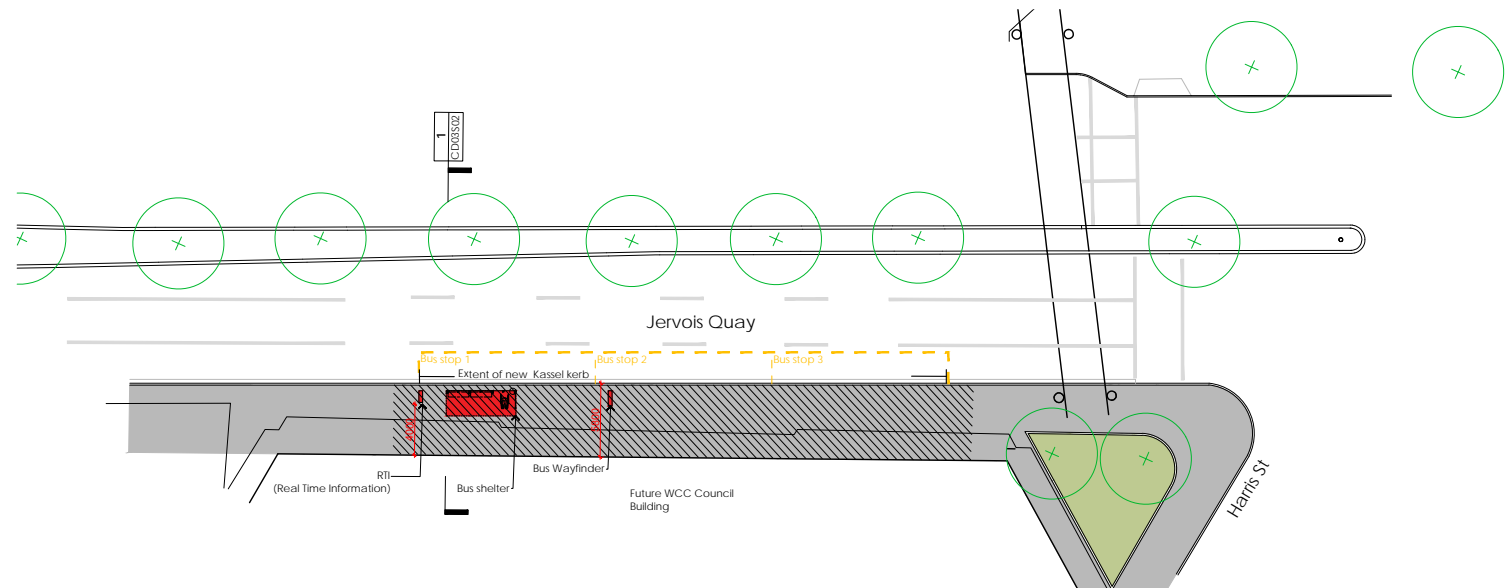 1
CD03S02
Jervois Quay
Bus stop 1
Bus stop 2
Bus stop 3
Extent of new Kassel kerb
RTI
(Real Time Information)
Bus shelter
Bus Wayfinder
Future WCC Council
Building
Harris St